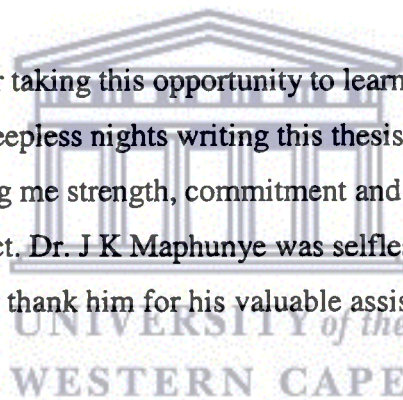 r taking this opportunity to learn
eepless nights writing this thesis
g me strength, commitment and
ct. Dr. J K Maphunye was selfle
thank him for his valuable assis
UNIVERSITY of the
WESTERN CAPE